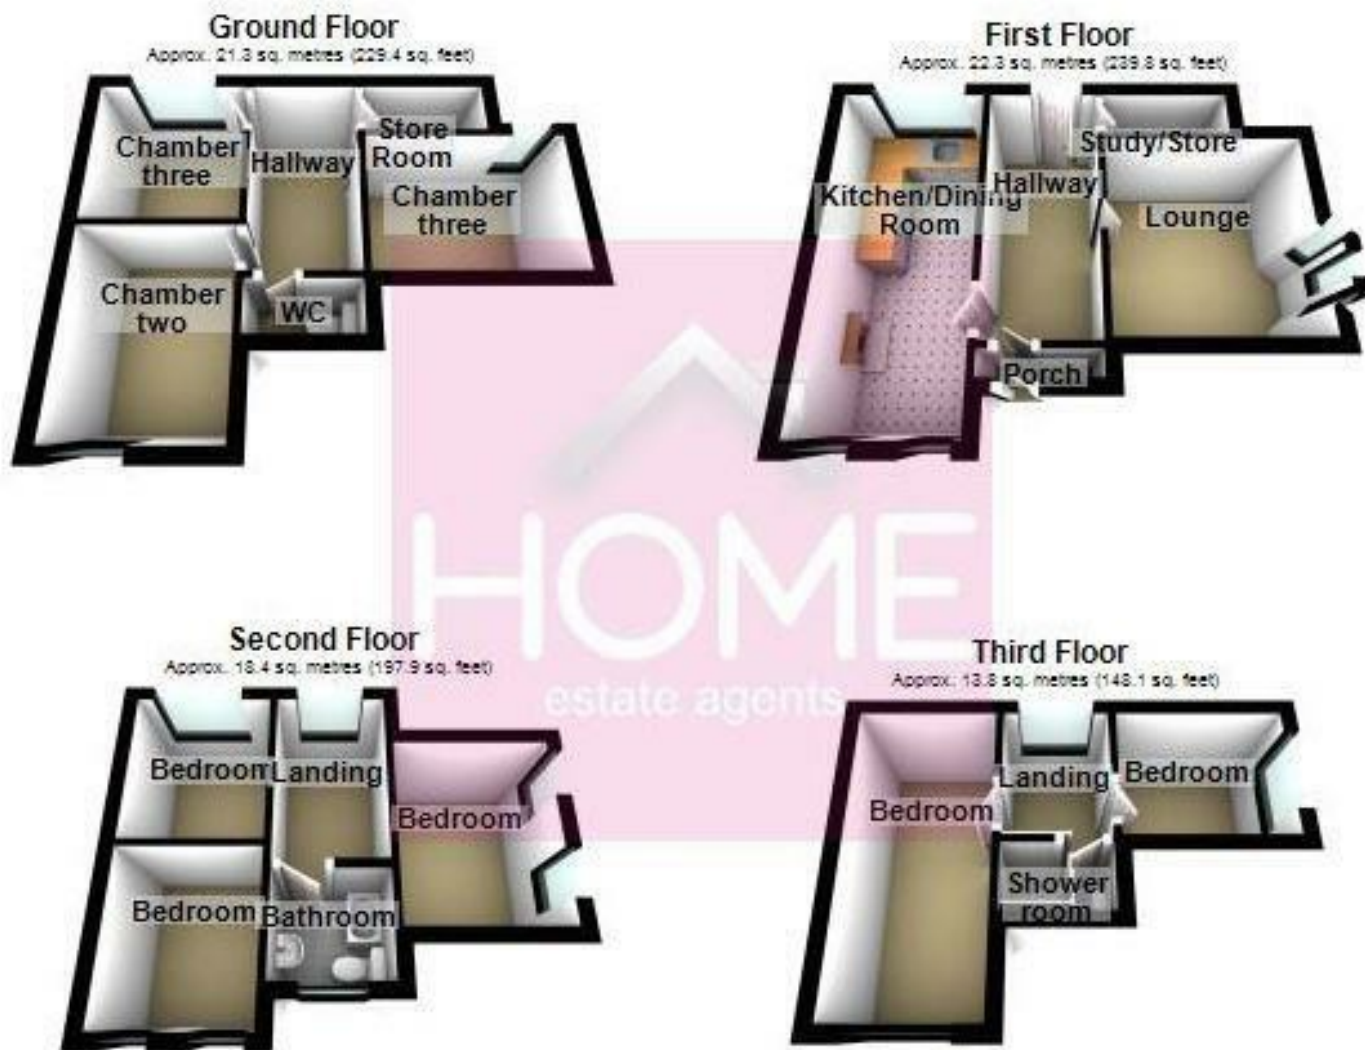 Ground Floor
Approx. 21.3 sq. metres (229.4 sq. feet)
Chamber
three
Hallway
Store
Room
Chamber
three
Chamber
two
WC
First Floor
Approx. 22.3 sq. metres (239.8 sq. feet)
Kitchen/Dining
Room
Hallway
Study/Store
Lounge
Porch
HOME
estate agents
Second Floor
Approx. 18.4 sq. metres (197.9 sq. feet)
Bedroom
Landing
Bedroom
Bedroom
Bathroom
Third Floor
Approx. 13.8 sq. metres (148.1 sq. feet)
Bedroom
Landing
Bedroom
Shower
room